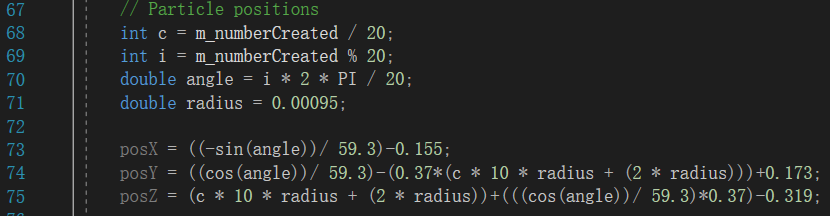 67 // Particle positions
68 int c = m_numberCreated / 20;
69 int i = m_numberCreated % 20;
70 double angle = i * 2 * PI / 20;
71 double radius = 0.00095;
72
73 posX = ((-sin(angle))/ 59.3)-0.155;
74 posY = ((cos(angle))/ 59.3)-(0.37*(c * 10 * radius + (2 * radius)))+0.173;
75 posZ = (c * 10 * radius + (2 * radius))+(((cos(angle))/ 59.3)*0.37)-0.319;